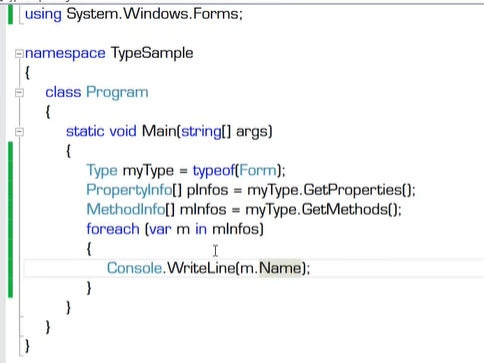 using System.Windows.Forms;
namespace TypeSample
{
class Program
{
static void Main(string[] args)
{
Type myType = typeof(Form);
PropertyInfo[] pInfos = myType.GetProperties();
MethodInfo[] mInfos = myType.GetMethods();
foreach (var m in mInfos)
{
Console.WriteLine(m.Name);
}
}
}
}